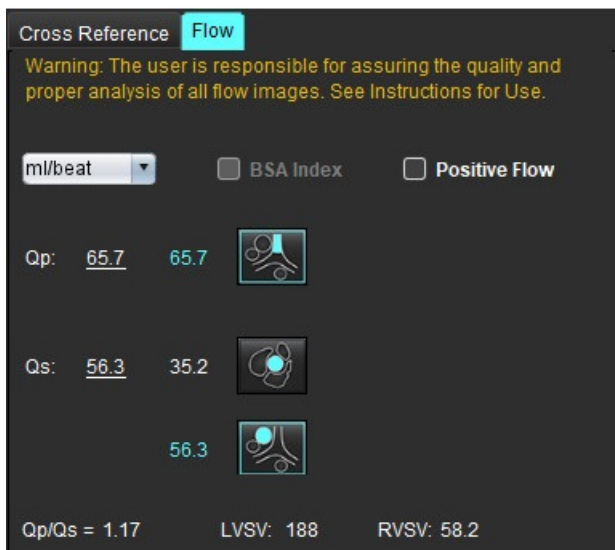 Cross Reference Flow
Warning: The user is responsible for assuring the quality and
proper analysis of all flow images. See Instructions for Use.
ml/beat BSA Index Positive Flow
Qp: 65.7 65.7
Qs: 56.3 35.2
56.3
Qp/Qs = 1.17 LVSV: 188 RVSV: 58.2